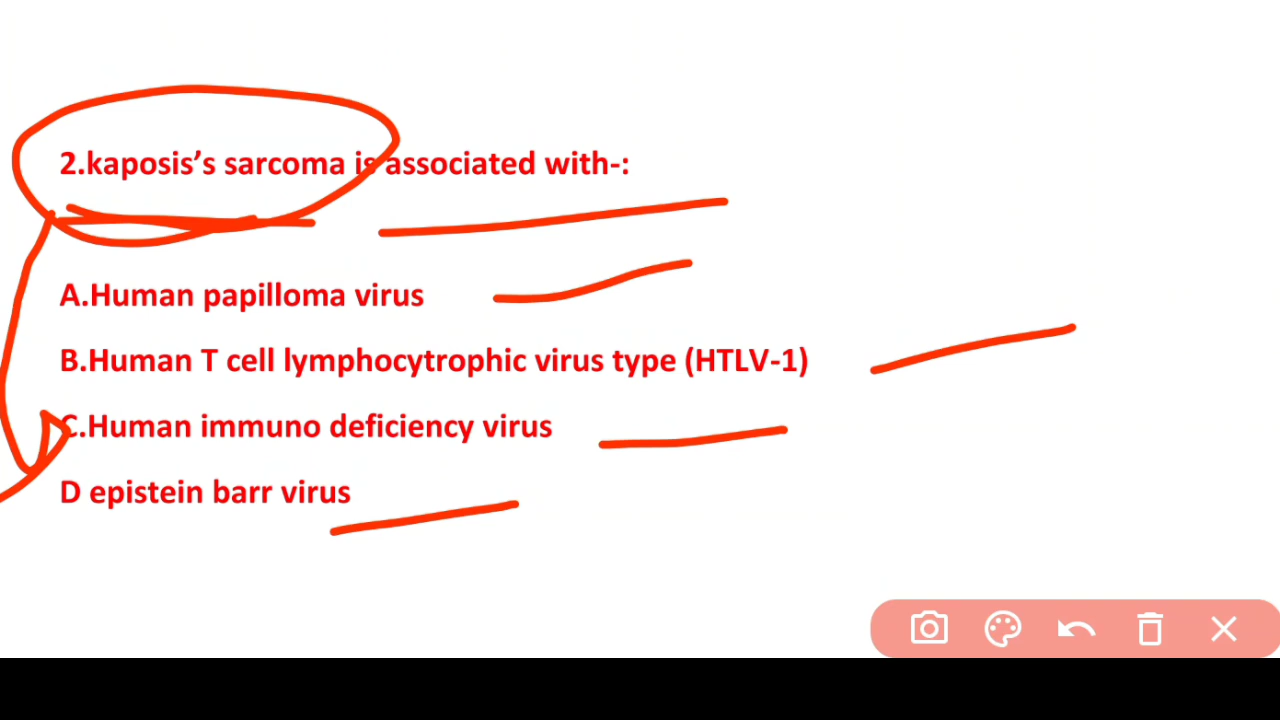 2.kaposis’s sarcoma is associated with-:
A.Human papilloma virus
B.Human T cell lymphocytrophic virus type (HTLV-1)
C.Human immuno deficiency virus
D epistein barr virus